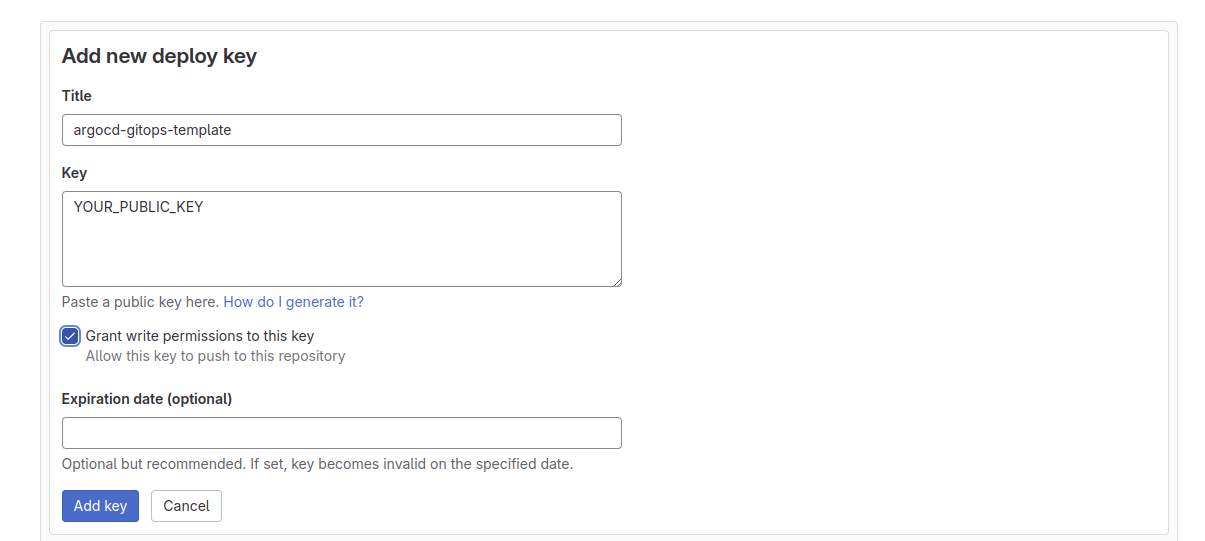 Add new deploy key
Title
argocd-gitops-template
Key
YOUR_PUBLIC_KEY
Paste a public key here. How do I generate it?
Grant write permissions to this key
Allow this key to push to this repository
Expiration date (optional)
Optional but recommended. If set, key becomes invalid on the specified date.
Add key Cancel